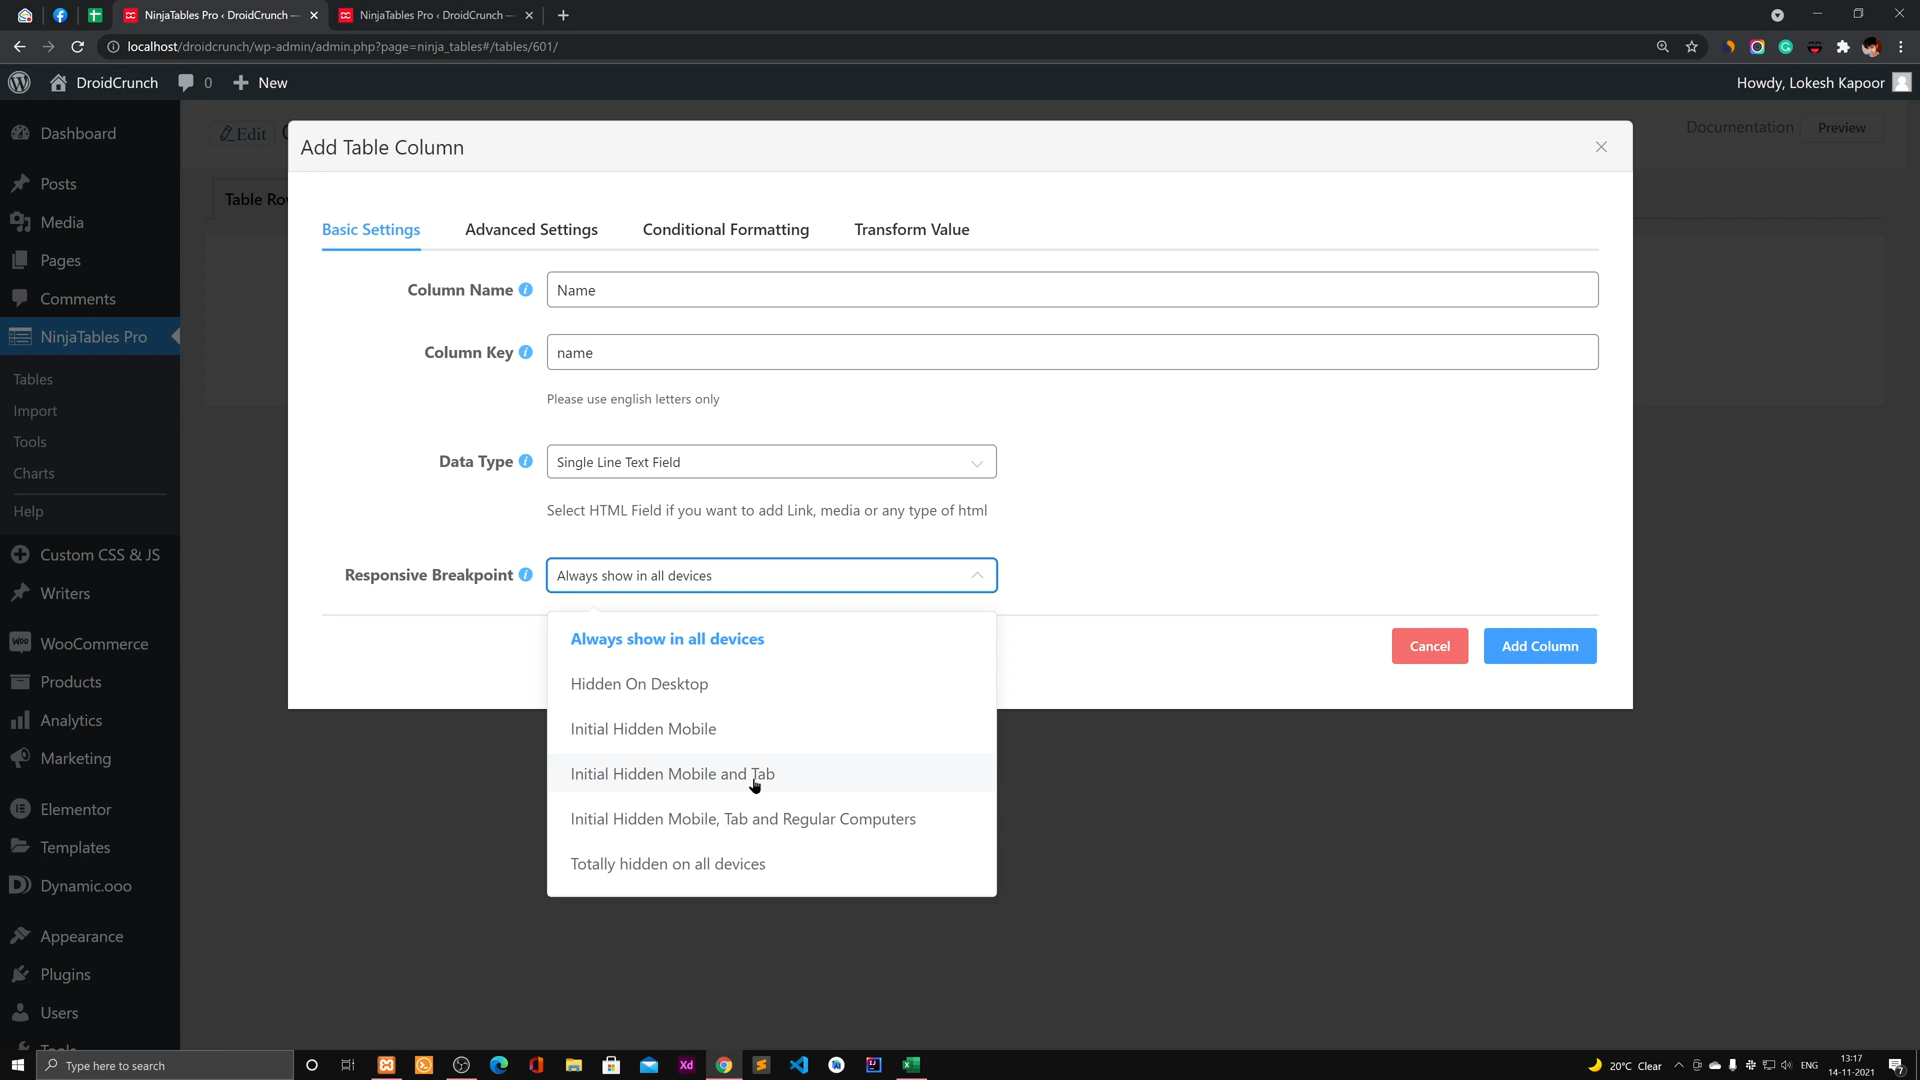 NinjaTables Pro ‹ DroidCrunch —
NinjaTables Pro ‹ DroidCrunch —
localhost/droidcrunch/wp-admin/admin.php?page=ninja_tables#/tables/601/
DroidCrunch
0
New
Howdy, Lokesh Kapoor
Dashboard
Posts
Media
Pages
Comments
NinjaTables Pro
Tables
Import
Tools
Charts
Help
Custom CSS & JS
Writers
WooCommerce
Products
Analytics
Marketing
Elementor
Templates
Dynamic.ooo
Appearance
Plugins
Users
Tools
Edit
Documentation
Preview
Table Ro
Add Table Column
Basic Settings
Advanced Settings
Conditional Formatting
Transform Value
Column Name
Name
Column Key
name
Please use english letters only
Data Type
Single Line Text Field
Select HTML Field if you want to add Link, media or any type of html
Responsive Breakpoint
Always show in all devices
Always show in all devices
Hidden On Desktop
Initial Hidden Mobile
Initial Hidden Mobile and Tab
Initial Hidden Mobile, Tab and Regular Computers
Totally hidden on all devices
Cancel
Add Column
Type here to search
Xd
20°C Clear
ENG
13:17
14-11-2021
7